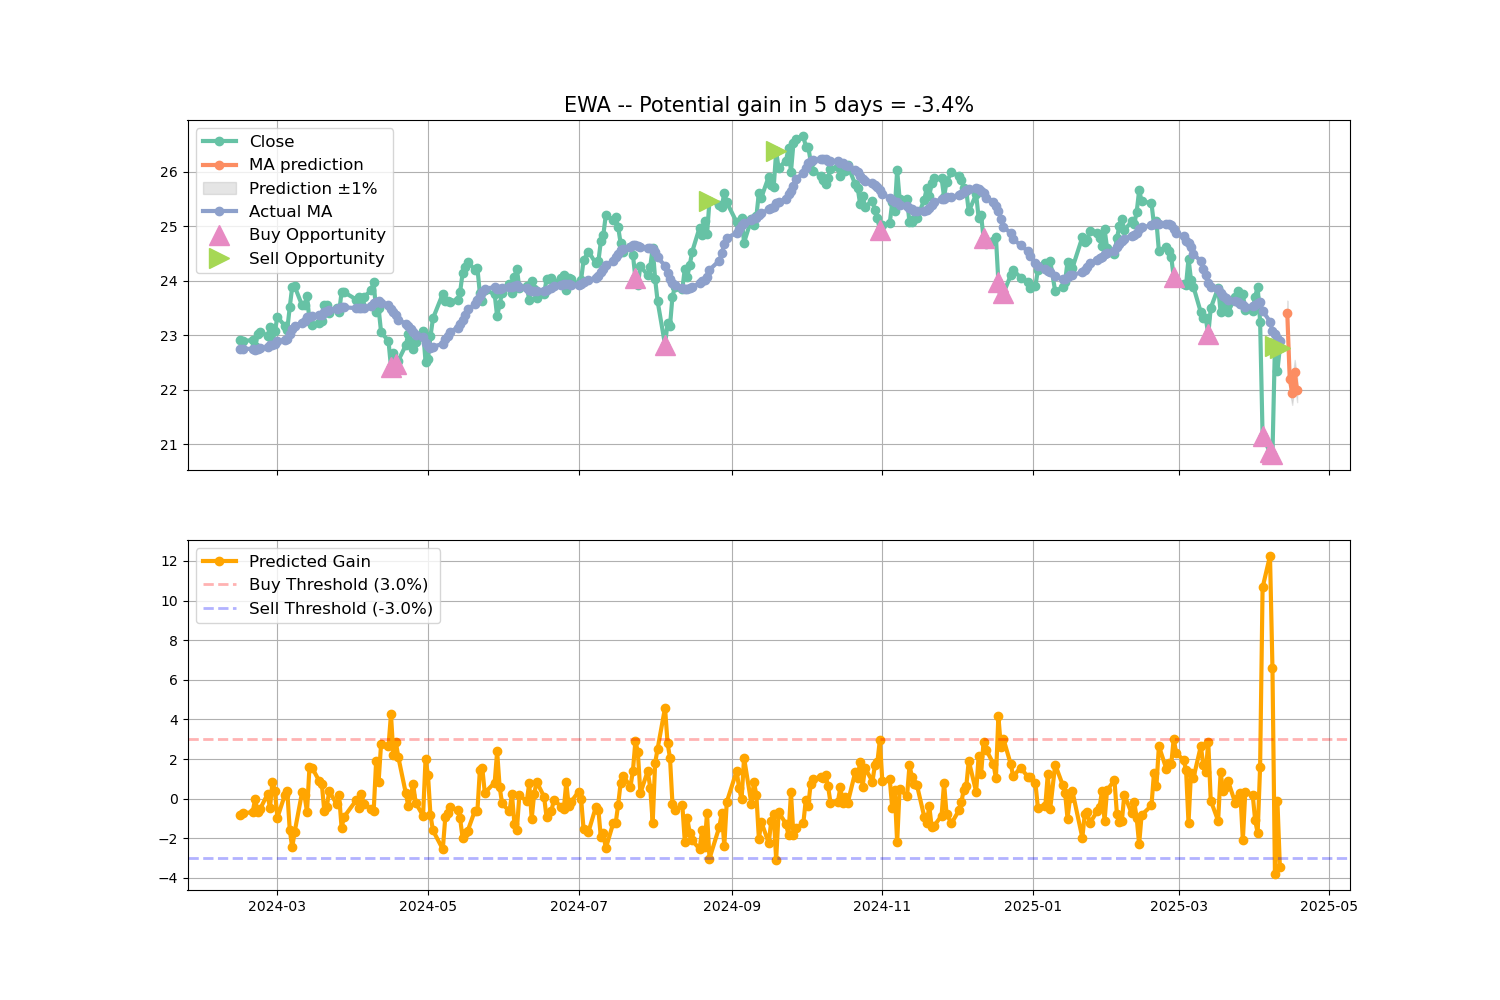 EWA -- Potential gain in 5 days = -3.4%
Close
MA prediction
Prediction ±1%
Actual MA
Buy Opportunity
Sell Opportunity
26
25
24
23
22
21
Predicted Gain
Buy Threshold (3.0%)
Sell Threshold (-3.0%)
12
10
8
6
4
2
0
−2
−4
2024-03
2024-05
2024-07
2024-09
2024-11
2025-01
2025-03
2025-05